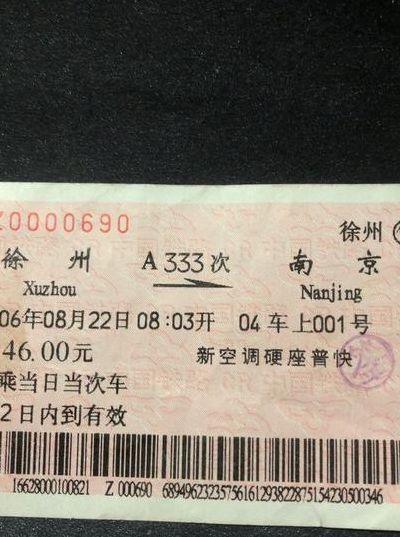 Z0000690
徐州
徐 州 A 333次 南 京
Xuzhou Nanjing
06年08月22日08:03开 04车上001号
46.00元 新空调硬座普快
乘当日当次车
2日内到有效
16628000100821 Z 000690 68949623235756161293822875154230500346